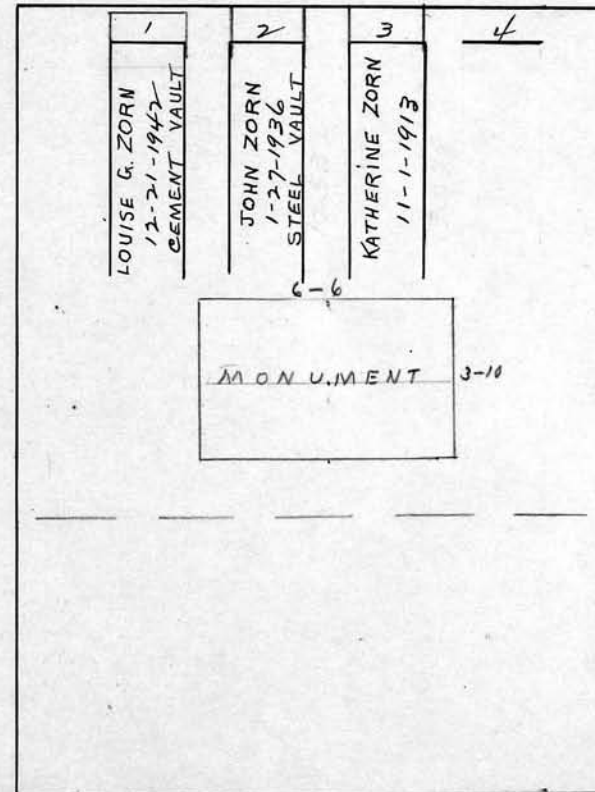 1
LOUISE G. ZORN
12-21-1942
CEMENT VAULT
2
JOHN ZORN
1-27-1936
STEEL VAULT
3
KATHERINE ZORN
11-1-1913
4
6-6
MONUMENT
3-10